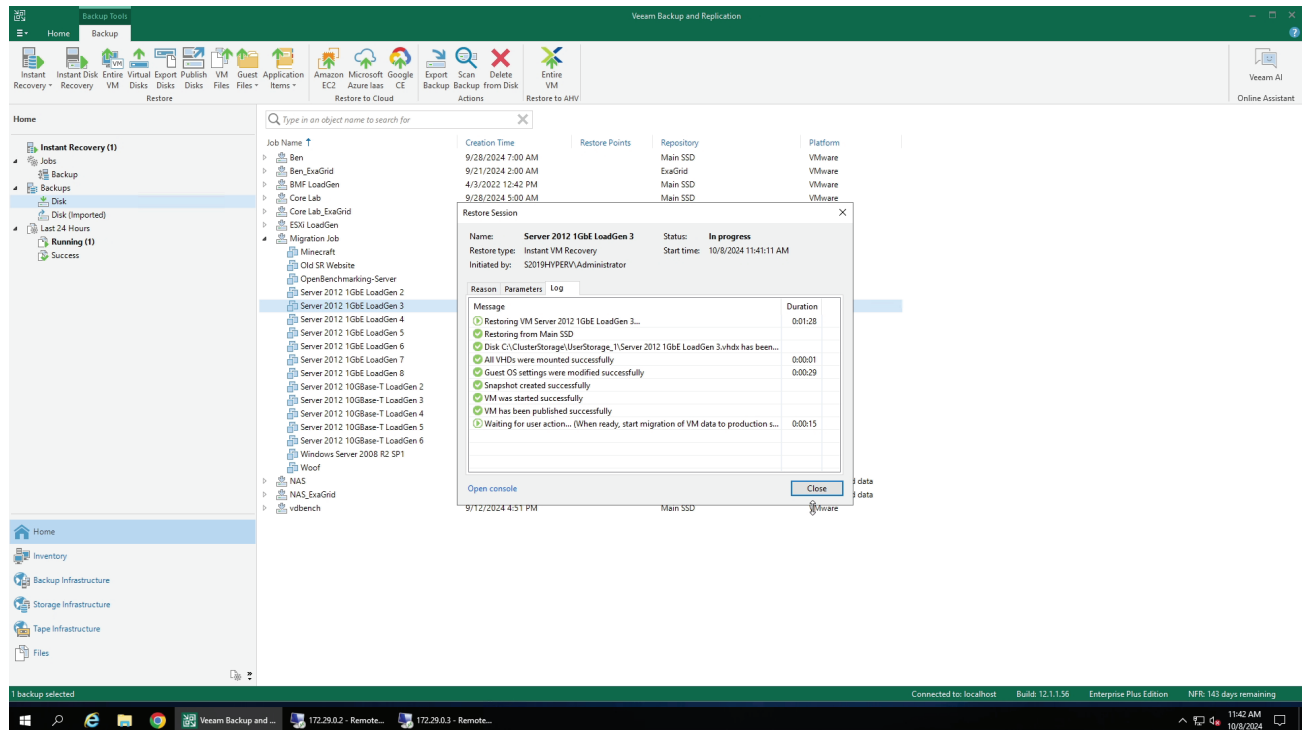 Backup Tools
Veeam Backup and Replication
Home Backup
Instant Recovery
Instant Disk Recovery
Entire VM
Virtual Disks
Export Disks
Publish Disks
VM Files
Guest Files
Application Items
Amazon EC2
Microsoft Azure Iaas
Google CE
Export Backup
Scan Backup
Delete from Disk
Entire VM
Veeam AI
Restore
Restore to Cloud
Actions
Restore to AHV
Online Assistant
Home
Type in an object name to search for
Instant Recovery (1)
Jobs
Backup
Backups
Disk
Disk (Imported)
Last 24 Hours
Running (1)
Success
Job Name Creation Time Restore Points Repository Platform
Ben 9/28/2024 7:00 AM Main SSD VMware
Ben_ExaGrid 9/21/2024 2:00 AM ExaGrid VMware
BMF LoadGen 4/3/2022 12:42 PM Main SSD VMware
Core Lab 9/28/2024 5:00 AM Main SSD VMware
Core Lab_ExaGrid
ESXi LoadGen
Migration Job
Minecraft
Old SR Website
OpenBenchmarking-Server
Server 2012 1GbE LoadGen 2
Server 2012 1GbE LoadGen 3
Server 2012 1GbE LoadGen 4
Server 2012 1GbE LoadGen 5
Server 2012 1GbE LoadGen 6
Server 2012 1GbE LoadGen 7
Server 2012 1GbE LoadGen 8
Server 2012 10GBase-T LoadGen 2
Server 2012 10GBase-T LoadGen 3
Server 2012 10GBase-T LoadGen 4
Server 2012 10GBase-T LoadGen 5
Server 2012 10GBase-T LoadGen 6
Windows Server 2008 R2 SP1
Woof
NAS data
NAS_ExaGrid data
vdbench 9/12/2024 4:51 PM Main SSD VMware
Restore Session
Name: Server 2012 1GbE LoadGen 3 Status: In progress
Restore type: Instant VM Recovery Start time: 10/8/2024 11:41:11 AM
Initiated by: S2019HYPERV\Administrator
Reason Parameters Log
Message Duration
Restoring VM Server 2012 1GbE LoadGen 3... 0:01:28
Restoring from Main SSD
Disk C:\ClusterStorage\UserStorage_1\Server 2012 1GbE LoadGen 3.vhdx has been...
All VHDs were mounted successfully 0:00:01
Guest OS settings were modified successfully 0:00:29
Snapshot created successfully
VM was started successfully
VM has been published successfully
Waiting for user action... (When ready, start migration of VM data to production s... 0:00:15
Open console Close
Home
Inventory
Backup Infrastructure
Storage Infrastructure
Tape Infrastructure
Files
1 backup selected Connected to: localhost Build: 12.1.1.56 Enterprise Plus Edition NFR: 143 days remaining
Veeam Backup and ... 172.29.0.2 - Remote... 172.29.0.3 - Remote... 11:42 AM
10/8/2024